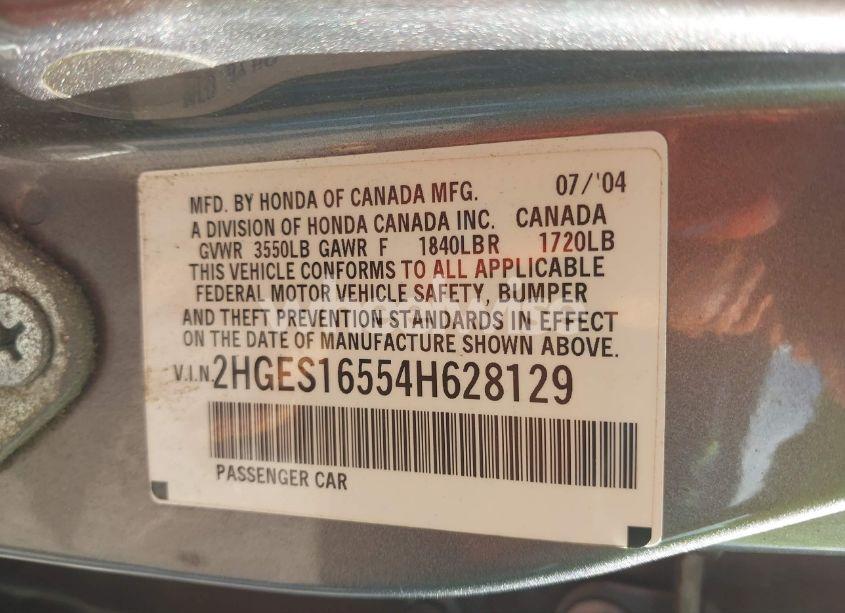 MFD. BY HONDA OF CANADA MFG. 07/'04
A DIVISION OF HONDA CANADA INC. CANADA
GVWR 3550LB GAWR F 1840LB R 1720LB
THIS VEHICLE CONFORMS TO ALL APPLICABLE
FEDERAL MOTOR VEHICLE SAFETY, BUMPER
AND THEFT PREVENTION STANDARDS IN EFFECT
ON THE DATE OF MANUFACTURE SHOWN ABOVE.
V.I.N. 2HGES16554H628129
PASSENGER CAR